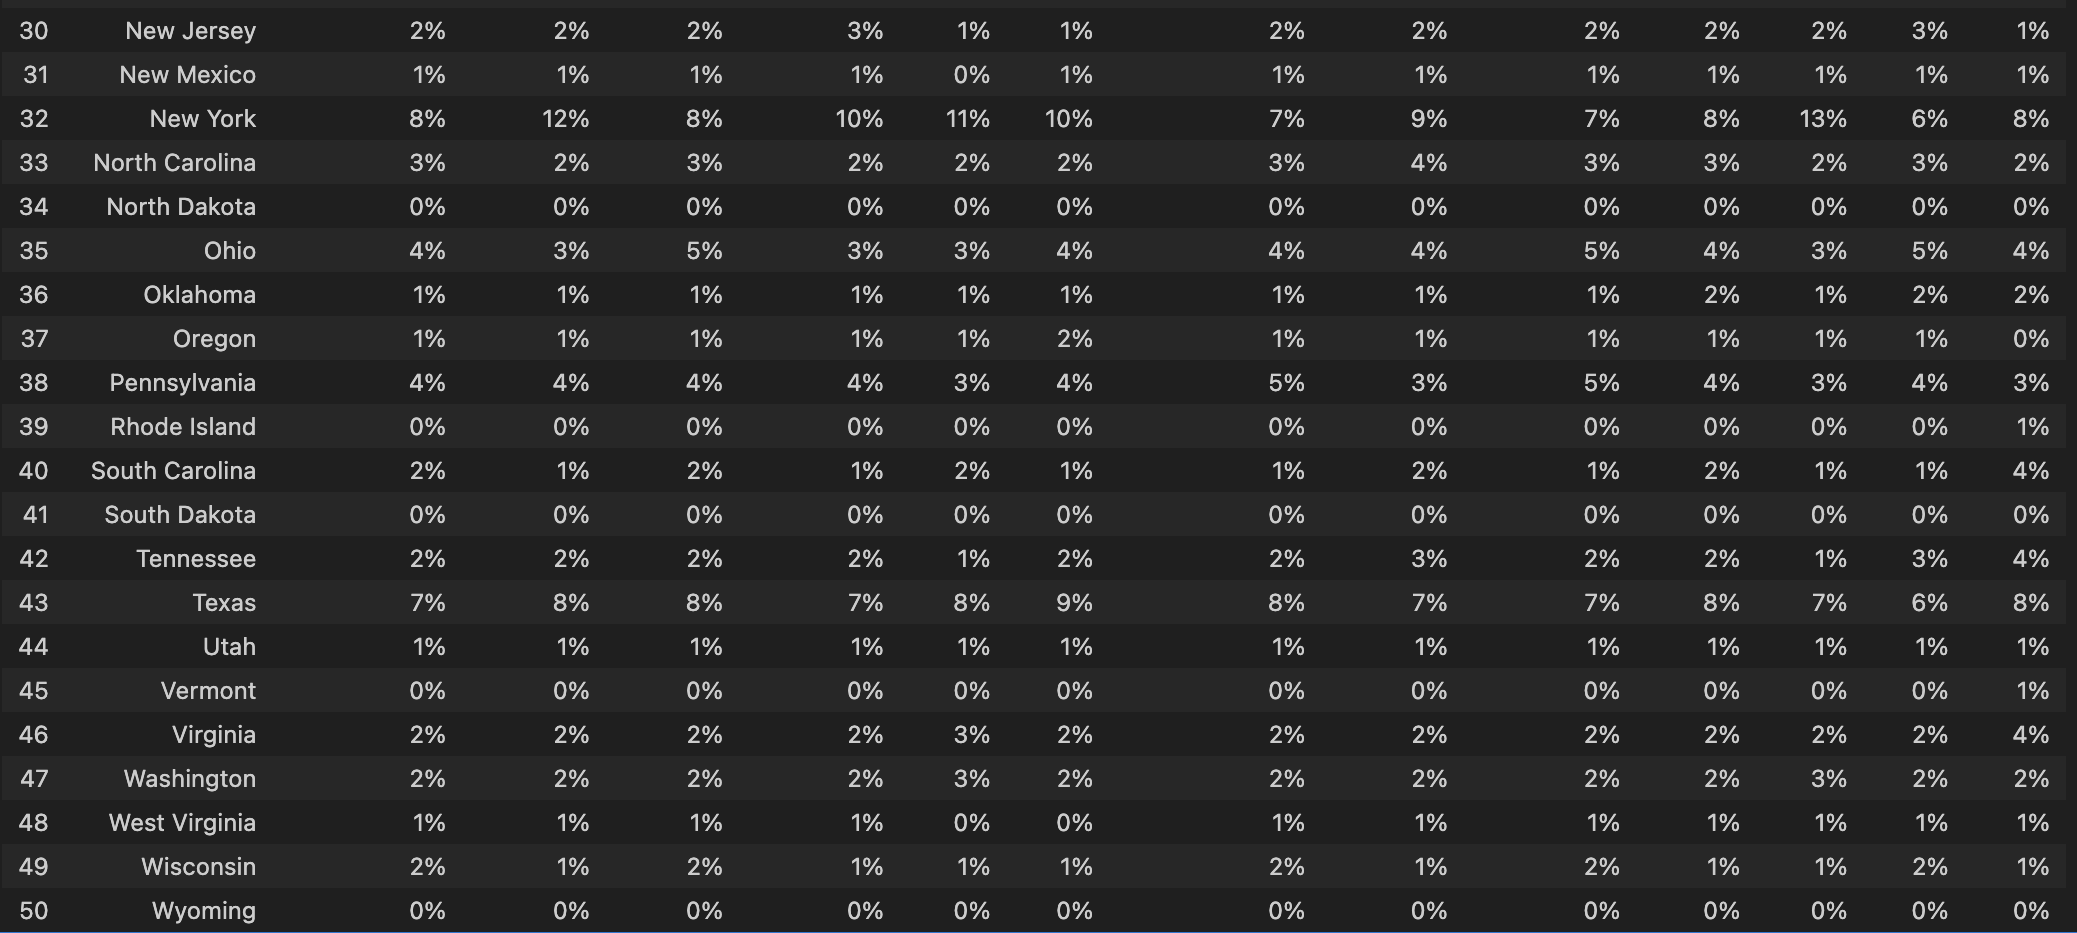 30 New Jersey 2% 2% 2% 3% 1% 1% 2% 2% 2% 2% 2% 3% 1%
31 New Mexico 1% 1% 1% 1% 0% 1% 1% 1% 1% 1% 1% 1% 1%
32 New York 8% 12% 8% 10% 11% 10% 7% 9% 7% 8% 13% 6% 8%
33 North Carolina 3% 2% 3% 2% 2% 2% 3% 4% 3% 3% 2% 3% 2%
34 North Dakota 0% 0% 0% 0% 0% 0% 0% 0% 0% 0% 0% 0% 0%
35 Ohio 4% 3% 5% 3% 3% 4% 4% 4% 5% 4% 3% 5% 4%
36 Oklahoma 1% 1% 1% 1% 1% 1% 1% 1% 1% 2% 1% 2% 2%
37 Oregon 1% 1% 1% 1% 1% 2% 1% 1% 1% 1% 1% 1% 0%
38 Pennsylvania 4% 4% 4% 4% 3% 4% 5% 3% 5% 4% 3% 4% 3%
39 Rhode Island 0% 0% 0% 0% 0% 0% 0% 0% 0% 0% 0% 0% 1%
40 South Carolina 2% 1% 2% 1% 2% 1% 1% 2% 1% 2% 1% 1% 4%
41 South Dakota 0% 0% 0% 0% 0% 0% 0% 0% 0% 0% 0% 0% 0%
42 Tennessee 2% 2% 2% 2% 1% 2% 2% 3% 2% 2% 1% 3% 4%
43 Texas 7% 8% 8% 7% 8% 9% 8% 7% 7% 8% 7% 6% 8%
44 Utah 1% 1% 1% 1% 1% 1% 1% 1% 1% 1% 1% 1% 1%
45 Vermont 0% 0% 0% 0% 0% 0% 0% 0% 0% 0% 0% 0% 1%
46 Virginia 2% 2% 2% 2% 3% 2% 2% 2% 2% 2% 2% 2% 4%
47 Washington 2% 2% 2% 2% 3% 2% 2% 2% 2% 2% 3% 2% 2%
48 West Virginia 1% 1% 1% 1% 0% 0% 1% 1% 1% 1% 1% 1% 1%
49 Wisconsin 2% 1% 2% 1% 1% 1% 2% 1% 2% 1% 1% 2% 1%
50 Wyoming 0% 0% 0% 0% 0% 0% 0% 0% 0% 0% 0% 0% 0%